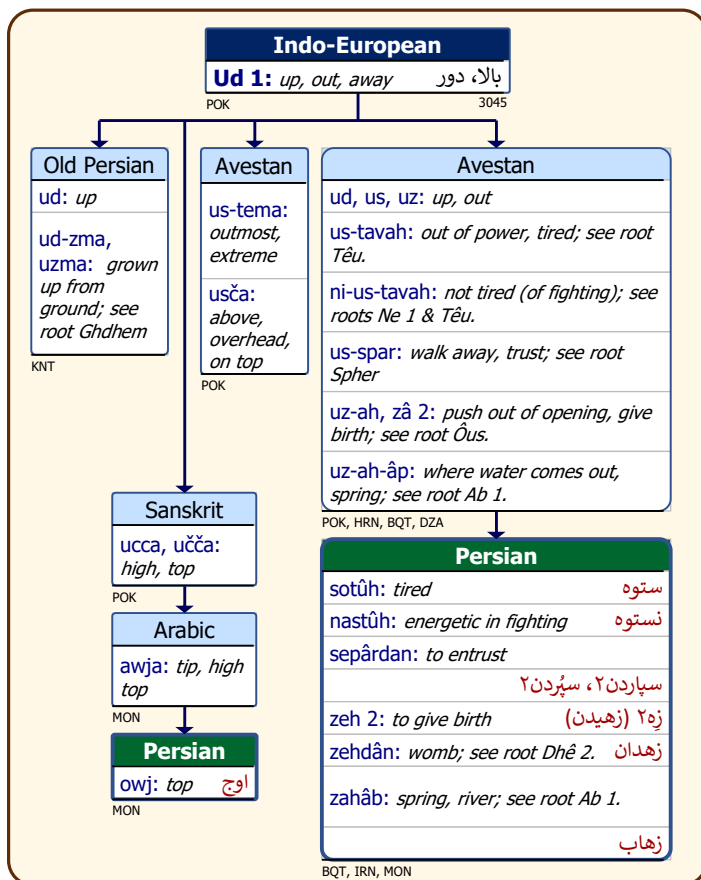 Indo-European
Ud 1: up, out, away بالا، دور
POK 3045
Old Persian
ud: up
ud-zma,
uzma: grown
up from
ground; see
root Ghdhem
KNT
Avestan
us-tema:
outmost,
extreme
usča:
above,
overhead,
on top
POK
Avestan
ud, us, uz: up, out
us-tavah: out of power, tired; see root
Têu.
ni-us-tavah: not tired (of fighting); see
roots Ne 1 & Têu.
us-spar: walk away, trust; see root
Spher
uz-ah, zâ 2: push out of opening, give
birth; see root Ôus.
uz-ah-âp: where water comes out,
spring; see root Ab 1.
POK, HRN, BQT, DZA
Sanskrit
ucca, učča:
high, top
POK
Arabic
awja: tip, high
top
MON
Persian
owj: top اوج
MON
Persian
sotûh: tired ستوه
nastûh: energetic in fighting نستوه
sepârdan: to entrust
سپاردن۲، سپُردن۲
zeh 2: to give birth زِه۲ (زهیدن)
zehdân: womb; see root Dhê 2. زهدان
zahâb: spring, river; see root Ab 1.
زهاب
BQT, IRN, MON